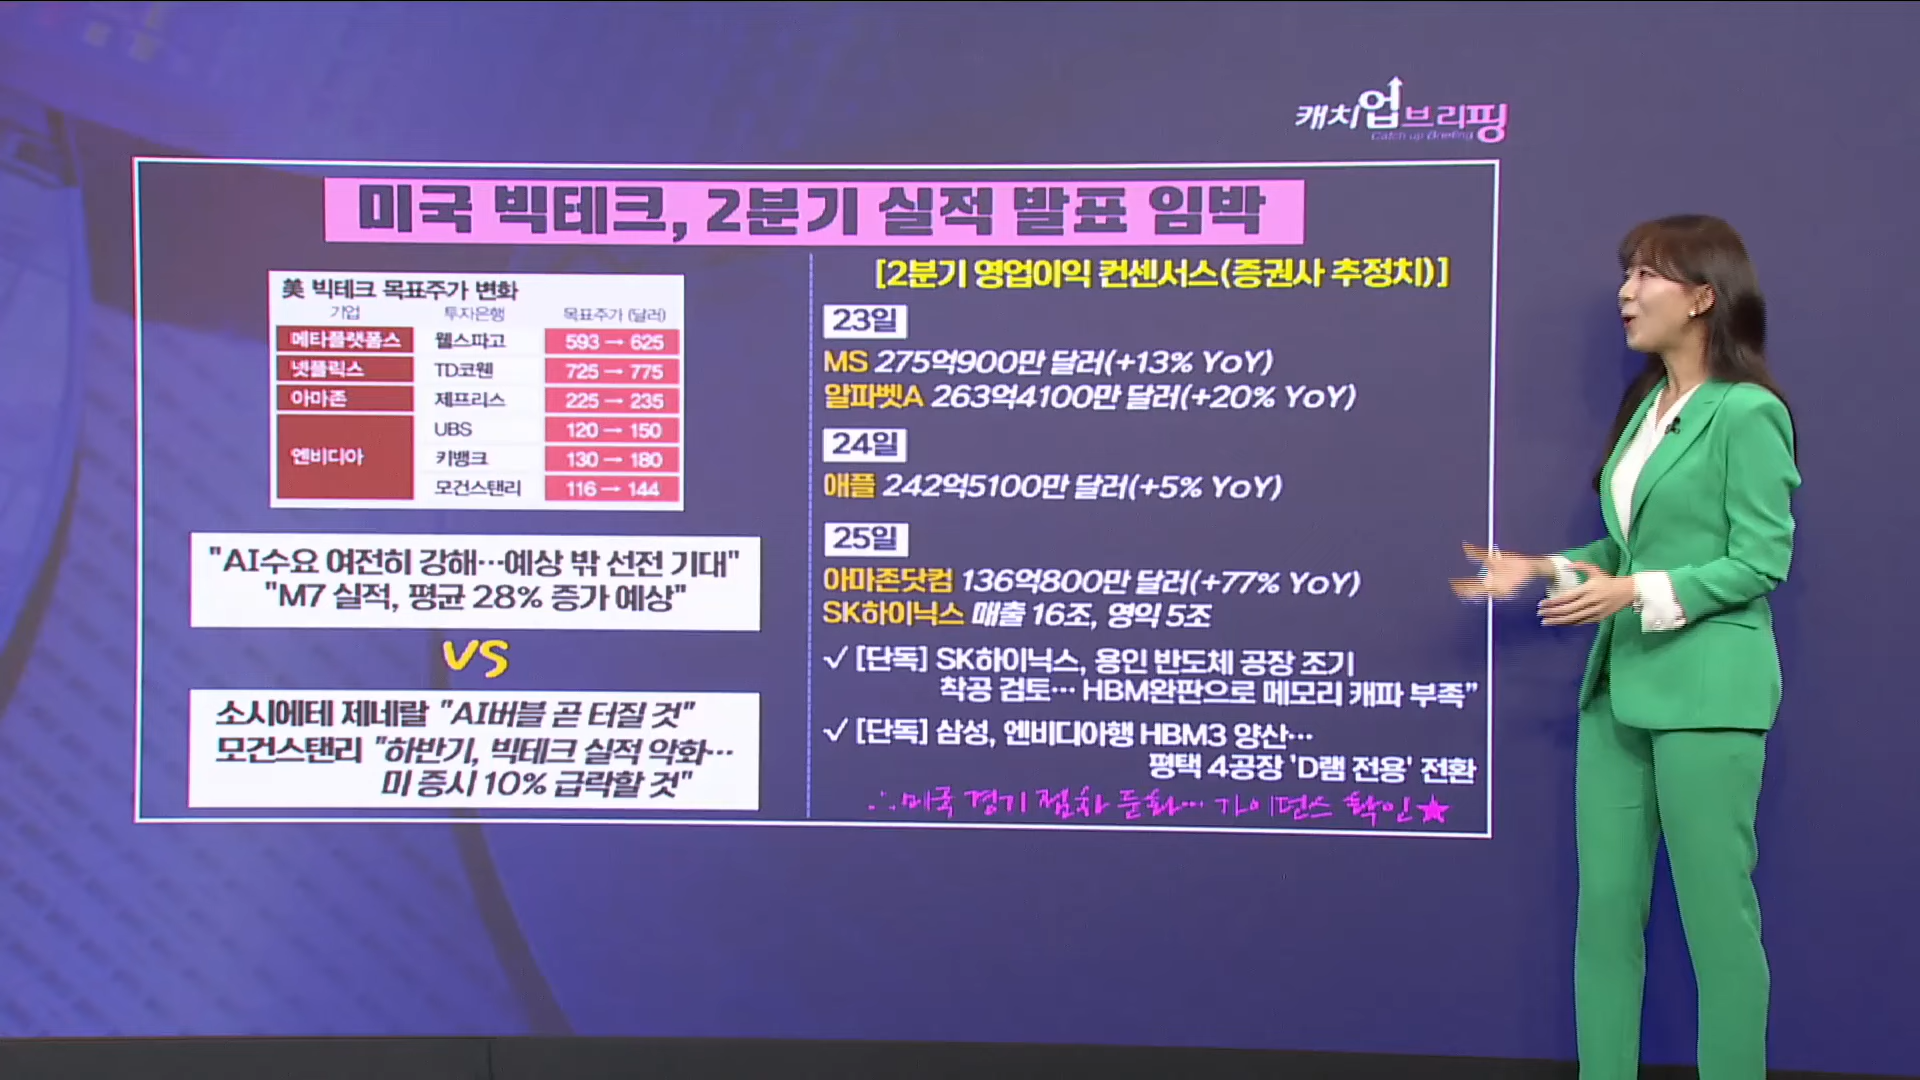 캐치업브리핑
Catch up Briefing
미국 빅테크, 2분기 실적 발표 임박
美 빅테크 목표주가 변화
기업 투자은행 목표주가 (달러)
메타플랫폼스 웰스파고 593 → 625
넷플릭스 TD코웬 725 → 775
아마존 제프리스 225 → 235
엔비디아 UBS 120 → 150
키뱅크 130 → 180
모건스탠리 116 → 144
"AI수요 여전히 강해…예상 밖 선전 기대"
"M7 실적, 평균 28% 증가 예상"
VS
소시에테 제네랄 "AI버블 곧 터질 것"
모건스탠리 "하반기, 빅테크 실적 악화…
미 증시 10% 급락할 것"
[2분기 영업이익 컨센서스(증권사 추정치)]
23일
MS 275억900만 달러(+13% YoY)
알파벳A 263억4100만 달러(+20% YoY)
24일
애플 242억5100만 달러(+5% YoY)
25일
아마존닷컴 136억800만 달러(+77% YoY)
SK하이닉스 매출 16조, 영익 5조
✓ [단독] SK하이닉스, 용인 반도체 공장 조기
착공 검토… HBM완판으로 메모리 캐파 부족”
✓ [단독] 삼성, 엔비디아행 HBM3 양산…
평택 4공장 'D램 전용' 전환
∴ 미국 경기 점차 둔화… 가이던스 확인★